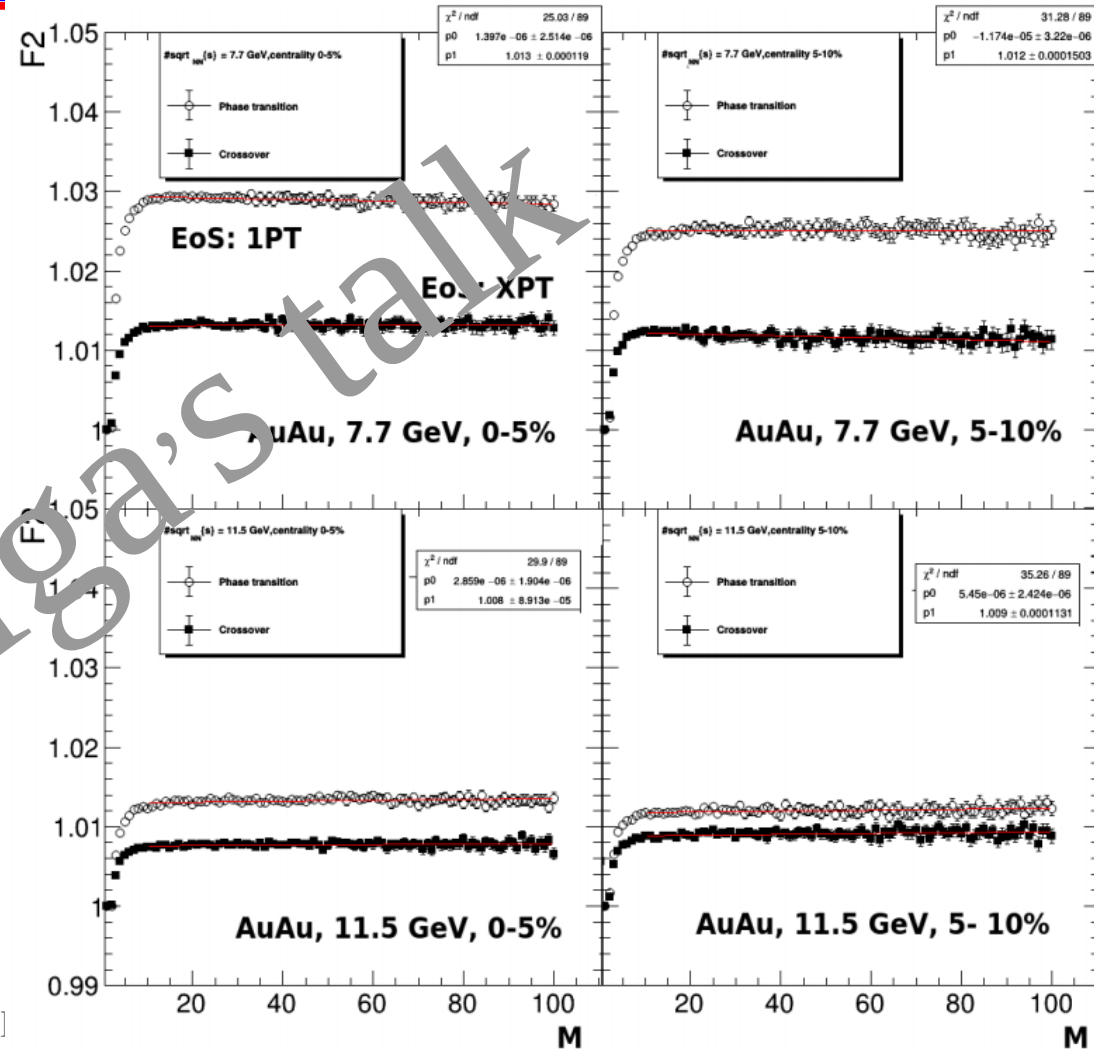 F2
1.05
1.04
1.03
1.02
1.01
1
χ² / ndf 25.03 / 89
p0 1.397e −06 ± 2.514e −06
p1 1.013 ± 0.000119
#sqrt_NN{s} = 7.7 GeV,centrality 0-5%
Phase transition
Crossover
EoS: 1PT
EoS: XPT
AuAu, 7.7 GeV, 0-5%
χ² / ndf 31.28 / 89
p0 −1.174e−05 ± 3.22e−06
p1 1.012 ± 0.0001503
#sqrt_NN{s} = 7.7 GeV,centrality 5-10%
Phase transition
Crossover
AuAu, 7.7 GeV, 5-10%
ga's talk
1.05
1.03
1.02
1.01
1
0.99
#sqrt_NN{s} = 11.5 GeV,centrality 0-5%
Phase transition
Crossover
χ² / ndf 29.9 / 89
p0 2.859e −06 ± 1.904e −06
p1 1.008 ± 8.913e −05
AuAu, 11.5 GeV, 0-5%
20 40 60 80 100
M
#sqrt_NN{s} = 11.5 GeV,centrality 5-10%
Phase transition
Crossover
χ² / ndf 35.26 / 89
p0 5.45e−06 ± 2.424e−06
p1 1.009 ± 0.0001131
AuAu, 11.5 GeV, 5- 10%
20 40 60 80 100
M